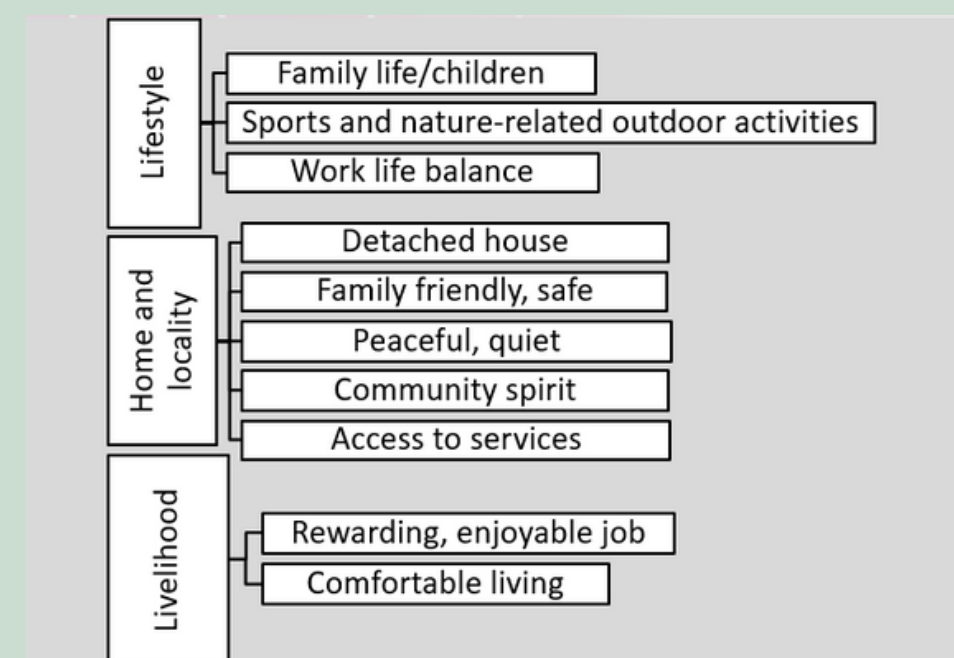 Lifestyle
Family life/children
Sports and nature-related outdoor activities
Work life balance
Home and
locality
Detached house
Family friendly, safe
Peaceful, quiet
Community spirit
Access to services
Livelihood
Rewarding, enjoyable job
Comfortable living